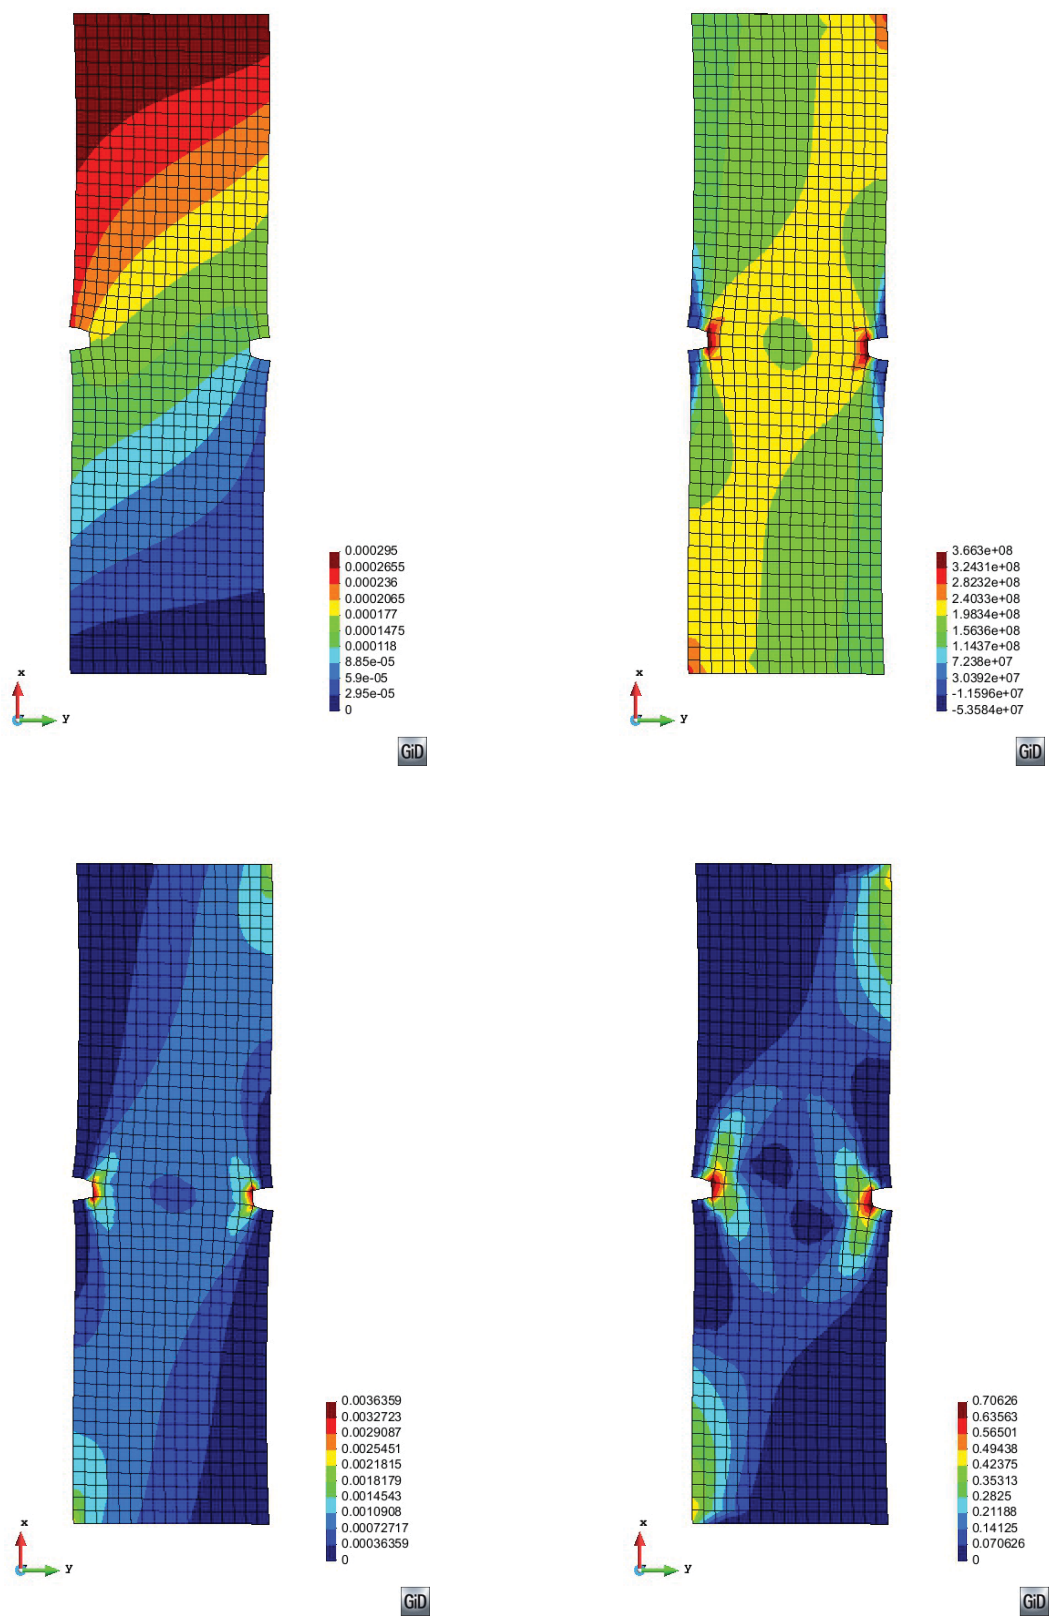 0.000295
0.0002655
0.000236
0.0002065
0.000177
0.0001475
0.000118
8.85e-05
5.9e-05
2.95e-05
0
x
y
GiD
3.663e+08
3.2431e+08
2.8232e+08
2.4033e+08
1.9834e+08
1.5636e+08
1.1437e+08
7.238e+07
3.0392e+07
-1.1596e+07
-5.3584e+07
x
y
GiD
0.0036359
0.0032723
0.0029087
0.0025451
0.0021815
0.0018179
0.0014543
0.0010908
0.00072717
0.00036359
0
x
y
GiD
0.70626
0.63563
0.56501
0.49438
0.42375
0.35313
0.2825
0.21188
0.14125
0.070626
0
x
y
GiD